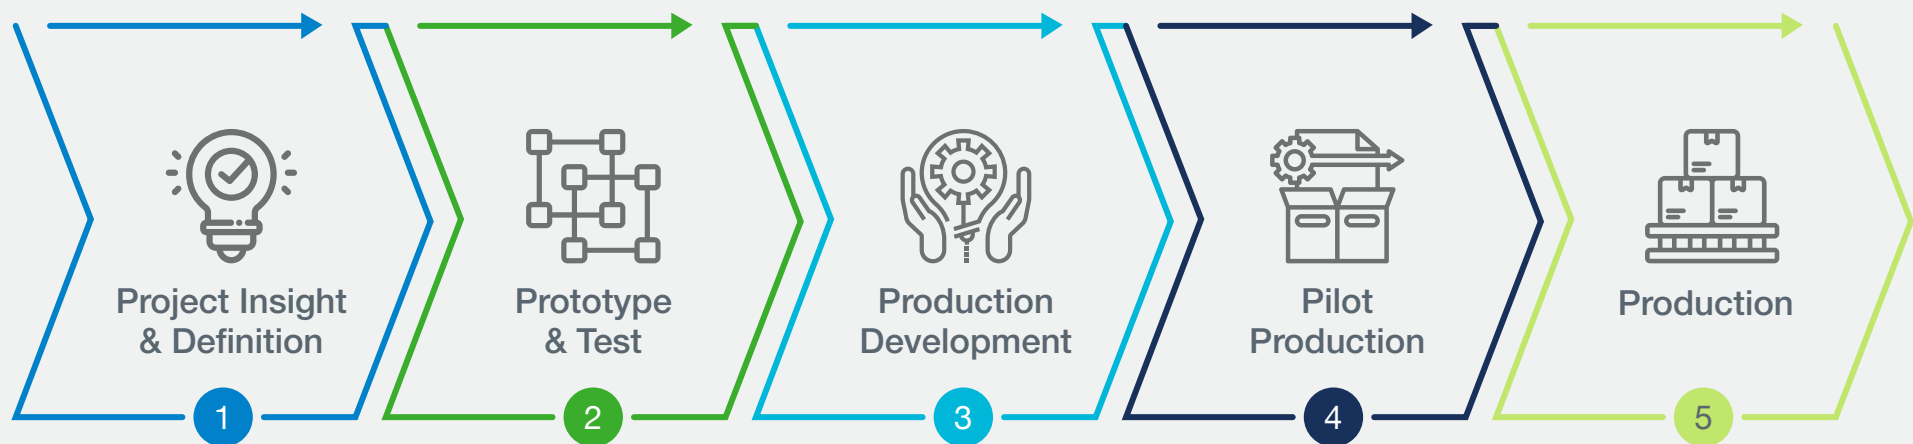 Project Insight
& Definition
1
Prototype
& Test
2
Production
Development
3
Pilot
Production
4
Production
5